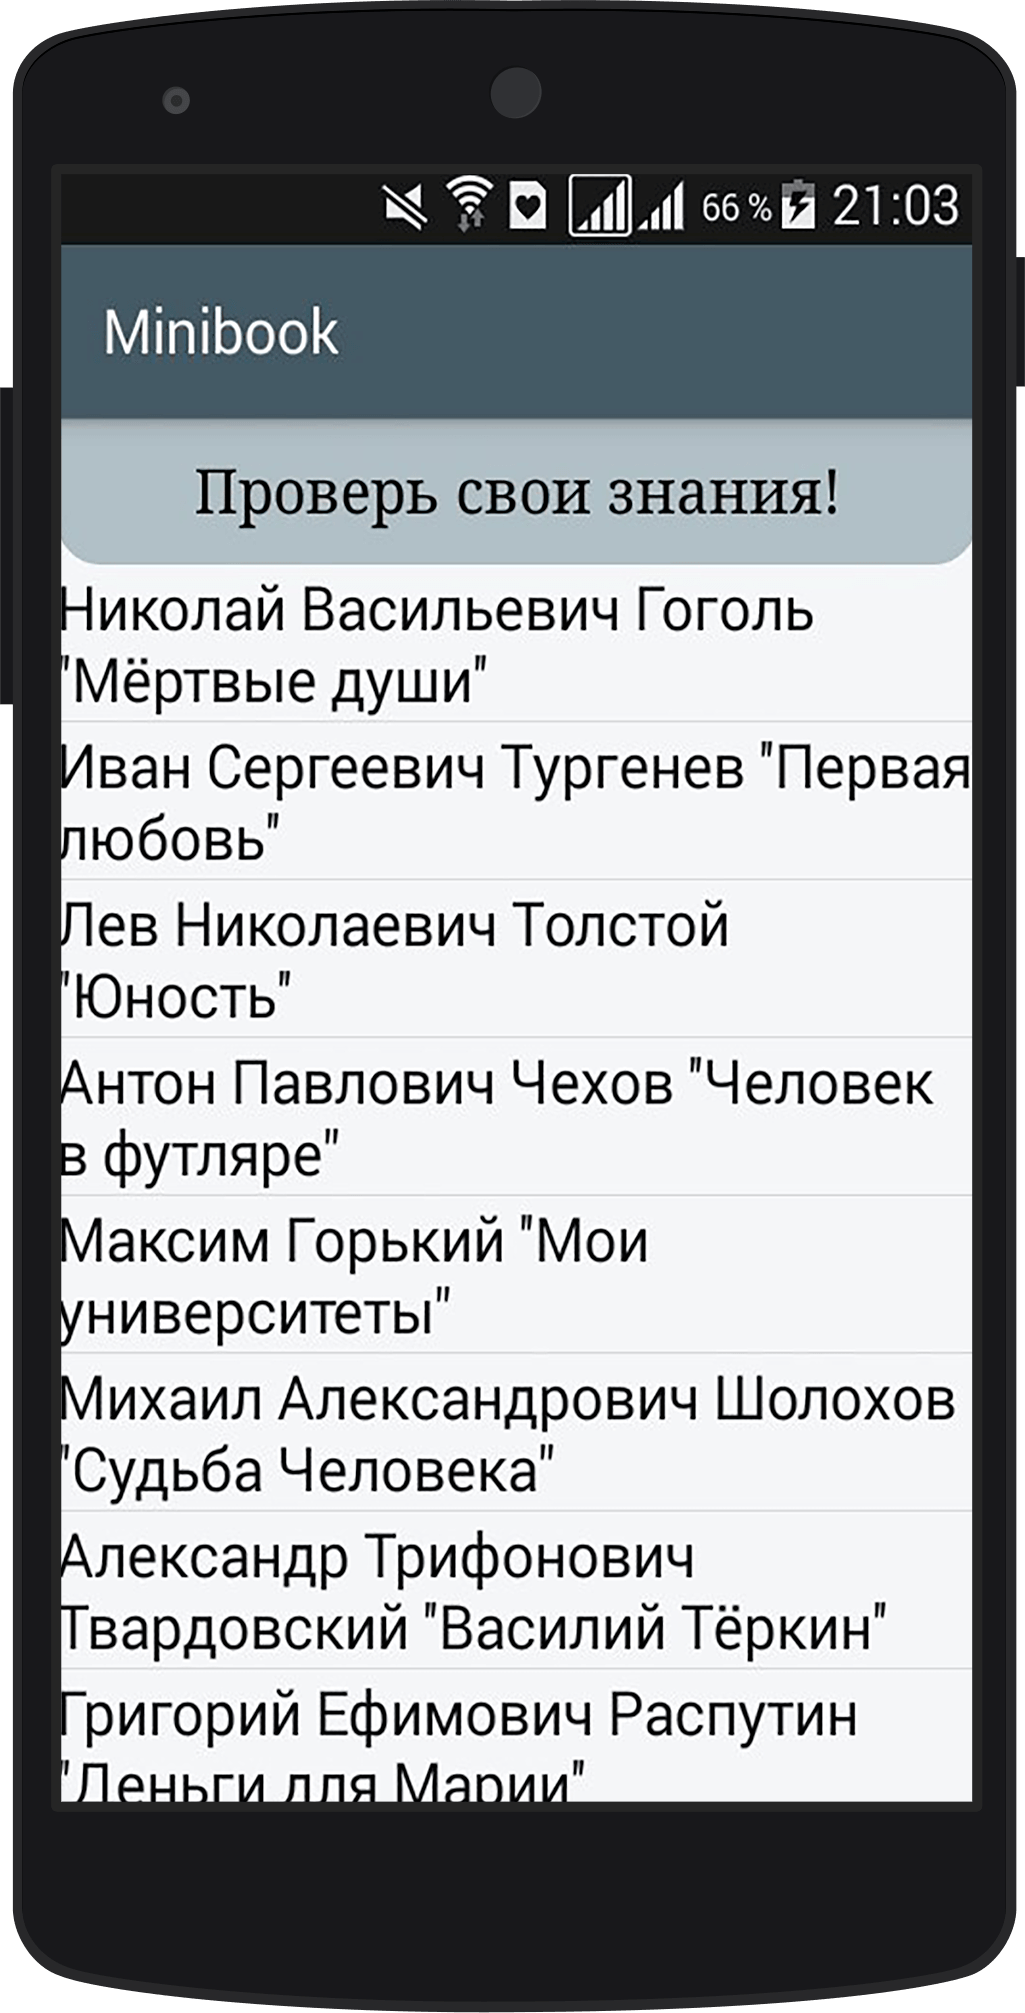 66 % 21:03
Minibook
Проверь свои знания!
Николай Васильевич Гоголь
"Мёртвые души"
Иван Сергеевич Тургенев "Первая
любовь"
Лев Николаевич Толстой
"Юность"
Антон Павлович Чехов "Человек
в футляре"
Максим Горький "Мои
университеты"
Михаил Александрович Шолохов
"Судьба Человека"
Александр Трифонович
Твардовский "Василий Тёркин"
Григорий Ефимович Распутин
"Деньги для Марии"